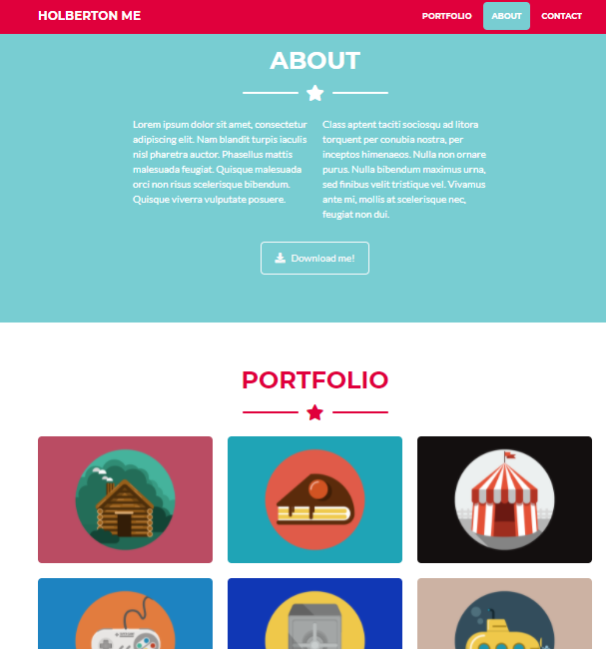 HOLBERTON ME
PORTFOLIO
ABOUT
CONTACT
ABOUT
Lorem ipsum dolor sit amet, consectetur
adipiscing elit. Nam blandit turpis iaculis
nisl pharetra auctor. Phasellus mattis
malesuada feugiat. Quisque malesuada
orci non risus scelerisque bibendum.
Quisque viverra vulputate posuere.
Class aptent taciti sociosqu ad litora
torquent per conubia nostra, per
inceptos himenaeos. Nulla non ornare
purus. Nulla bibendum maximus urna,
sed finibus velit tristique vel. Vivamus
ante mi, mollis at scelerisque nec,
feugiat non dui.
Download me!
PORTFOLIO